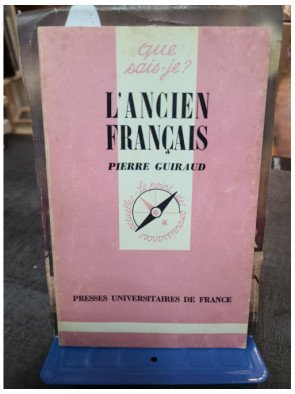 que
sais-je?
L'ANCIEN
FRANÇAIS
PIERRE GUIRAUD
le point des connaissances actuelles
PRESSES UNIVERSITAIRES DE FRANCE